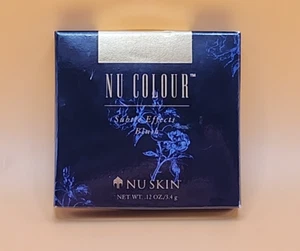 NU COLOUR™
Subtle Effects
Blush
NU SKIN
NET WT. .12 OZ/3.4 g